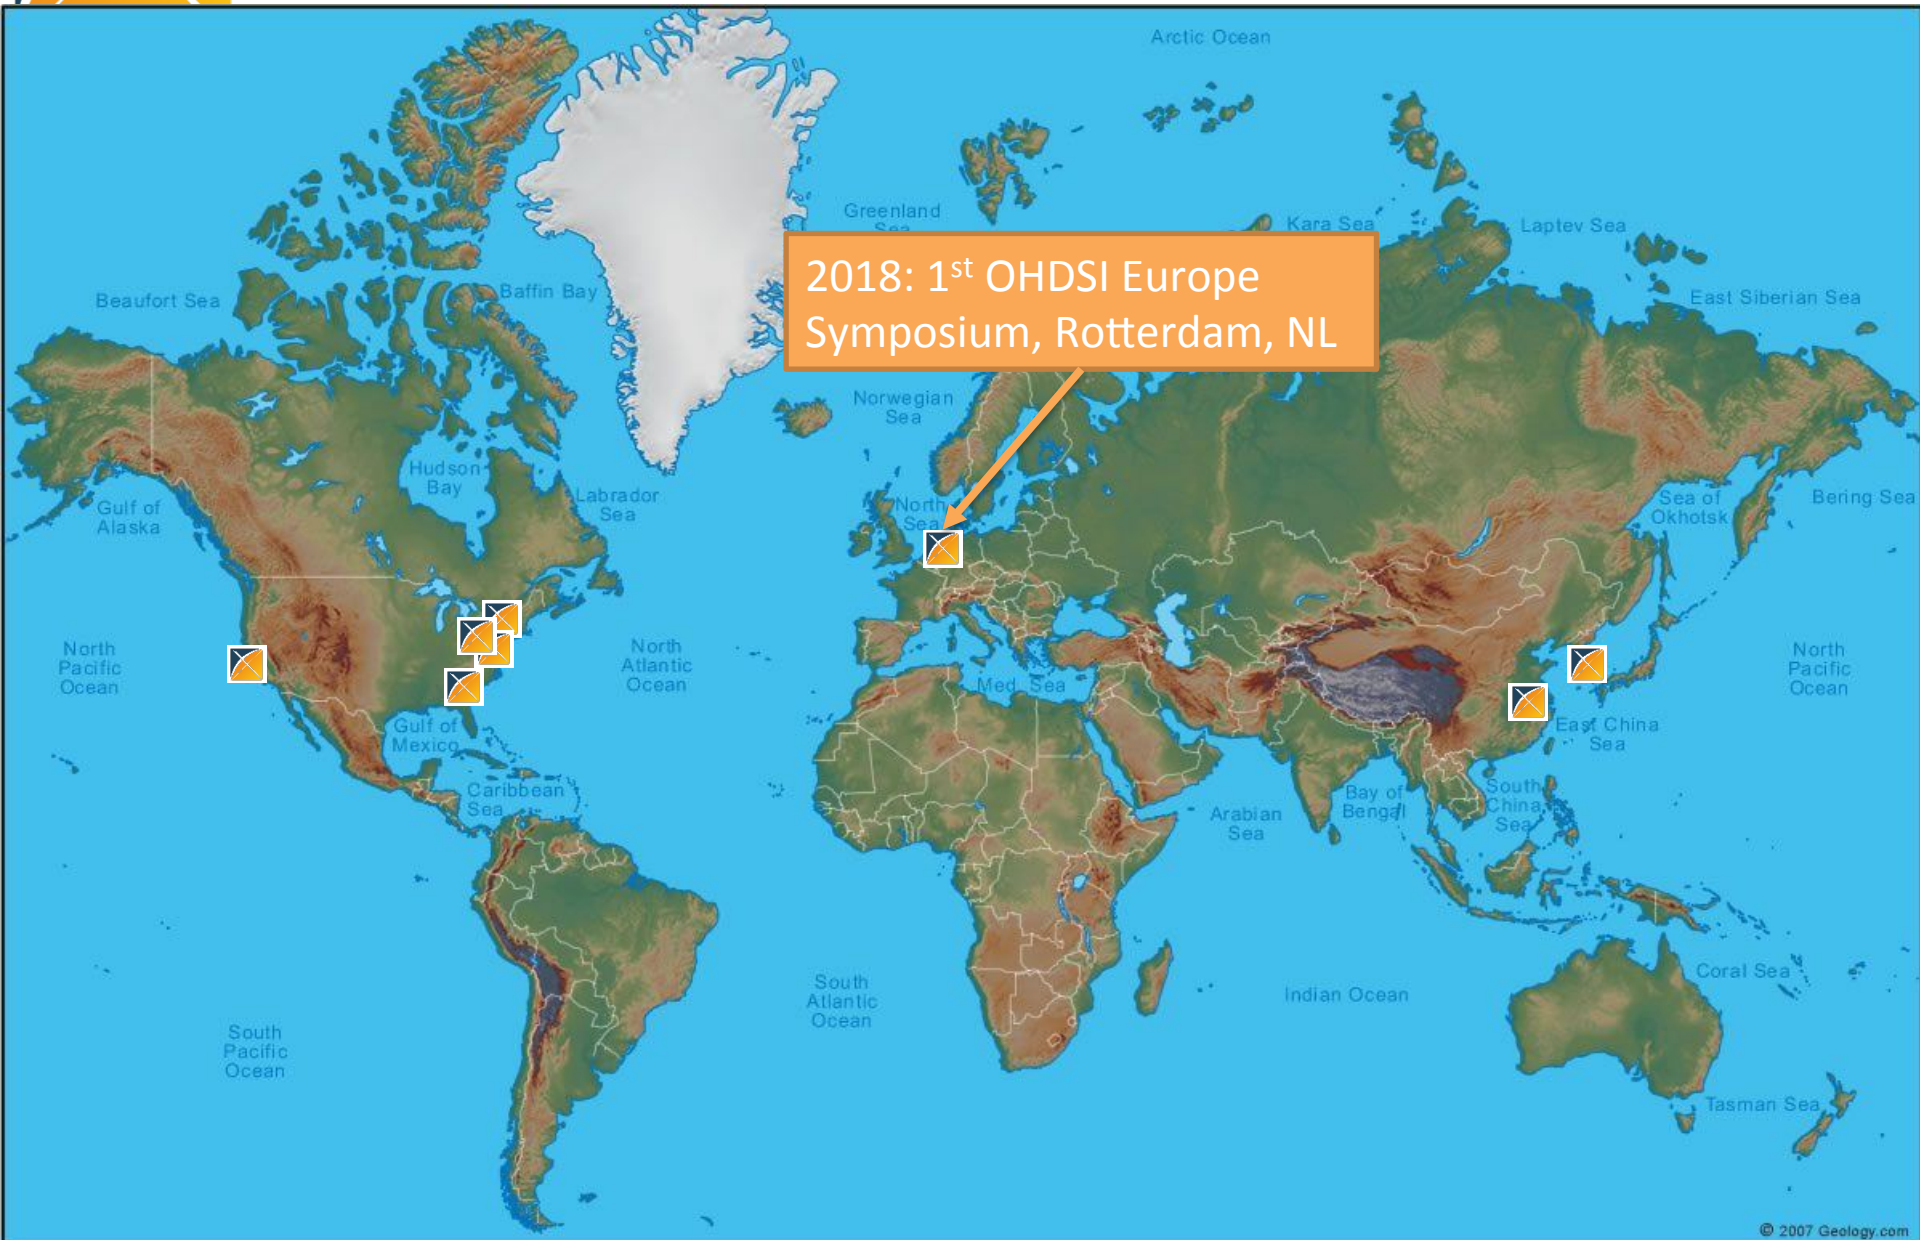 Arctic Ocean
Greenland
Sea
Kara Sea
Laptev Sea
2018: 1st OHDSI Europe
Symposium, Rotterdam, NL
Beaufort Sea
Baffin Bay
East Siberian Sea
Norwegian
Sea
Hudson
Bay
Labrador
Sea
Gulf of
Alaska
North
Sea
Sea of
Okhotsk
Bering Sea
North
Pacific
Ocean
North
Atlantic
Ocean
Med. Sea
North
Pacific
Ocean
Gulf of
Mexico
East China
Sea
Caribbean
Sea
Arabian
Sea
Bay of
Bengal
South
China
Sea
South
Atlantic
Ocean
Indian Ocean
Coral Sea
South
Pacific
Ocean
Tasman Sea
© 2007 Geology.com